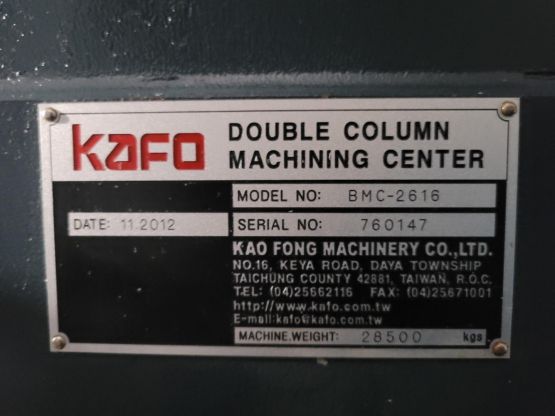 KAFO
DOUBLE COLUMN
MACHINING CENTER
MODEL NO: BMC-2616
DATE: 11.2012
SERIAL NO: 760147
KAO FONG MACHINERY CO.,LTD.
NO.16, KEYA ROAD, DAYA TOWNSHIP
TAICHUNG COUNTY 42881, TAIWAN, R.O.C.
TEL: (04)25662116 FAX: (04)25671001
http://www.kafo.com.tw
E-mail:kafo@kafo.com.tw
MACHINE.WEIGHT: 28500 kgs